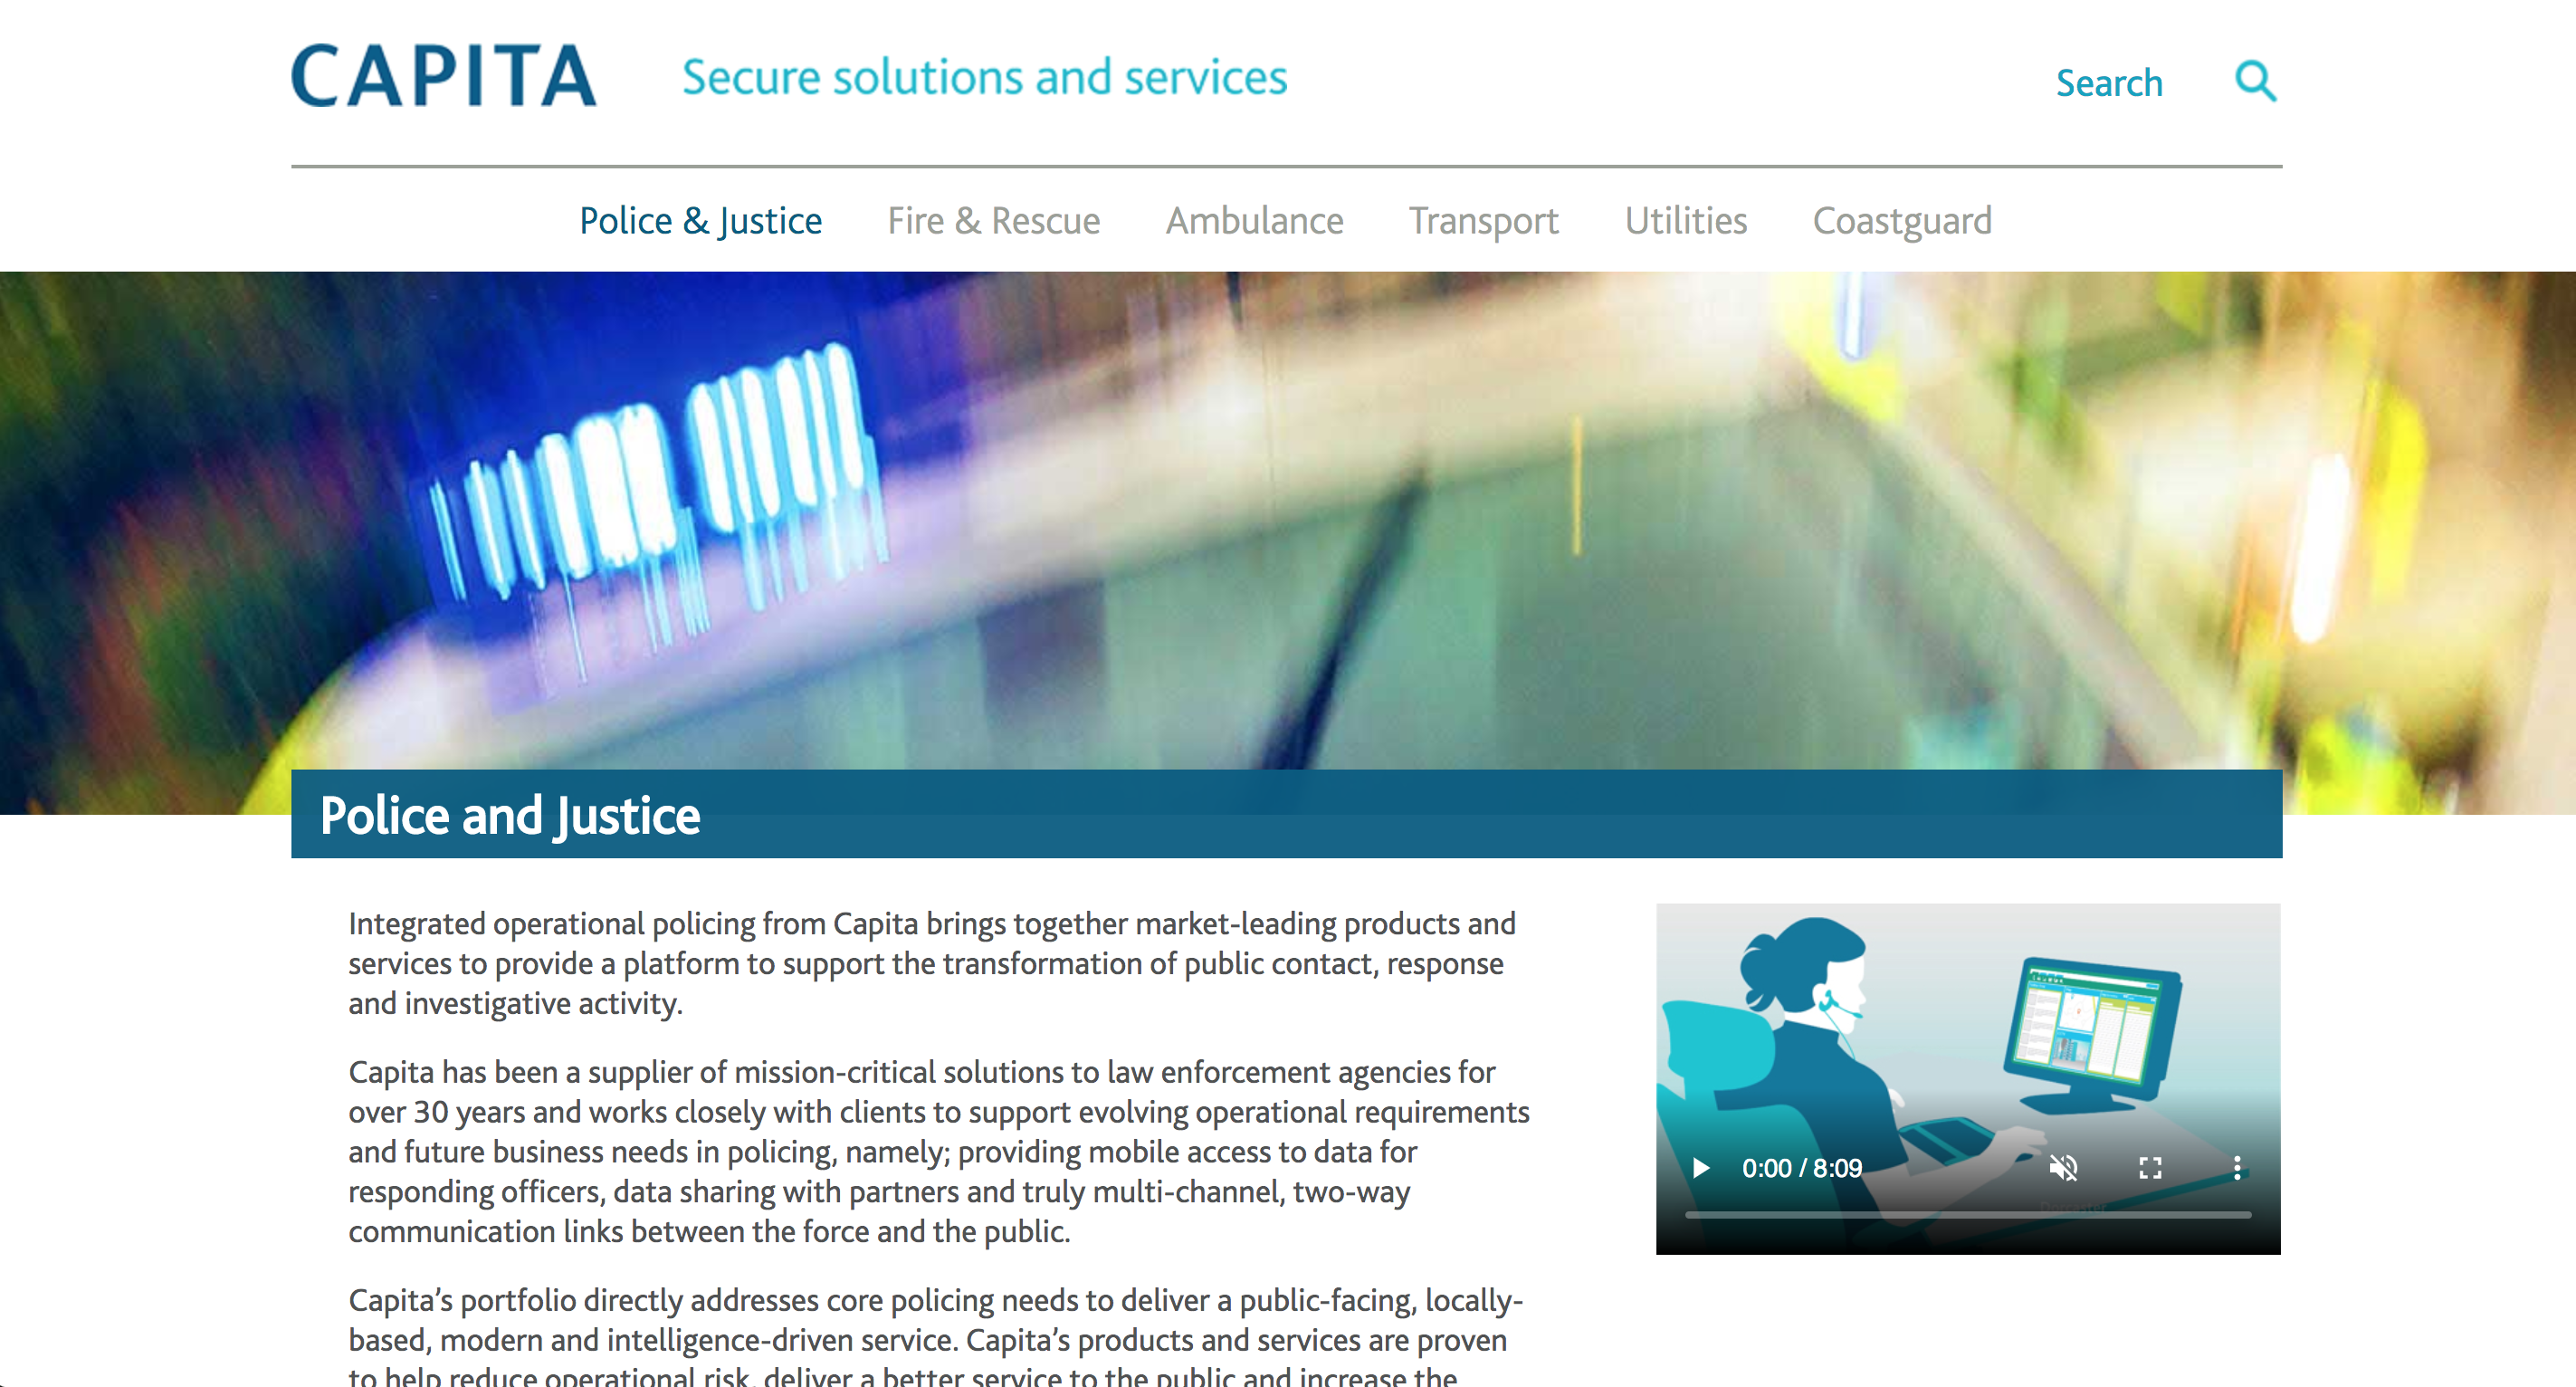 CAPITA
Secure solutions and services
Search
Police & Justice Fire & Rescue Ambulance Transport Utilities Coastguard
Police and Justice
Integrated operational policing from Capita brings together market-leading products and
services to provide a platform to support the transformation of public contact, response
and investigative activity.
Capita has been a supplier of mission-critical solutions to law enforcement agencies for
over 30 years and works closely with clients to support evolving operational requirements
and future business needs in policing, namely; providing mobile access to data for
responding officers, data sharing with partners and truly multi-channel, two-way
communication links between the force and the public.
Capita’s portfolio directly addresses core policing needs to deliver a public-facing, locally-
based, modern and intelligence-driven service. Capita’s products and services are proven
to help reduce operational risk, deliver a better service to the public and increase the
0:00 / 8:09